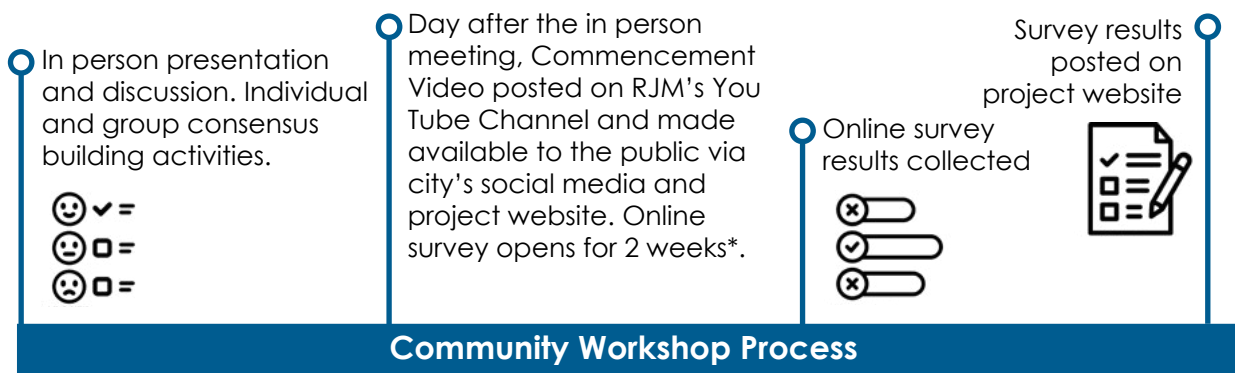 In person presentation
and discussion. Individual
and group consensus
building activities.
Day after the in person
meeting, Commencement
Video posted on RJM's You
Tube Channel and made
available to the public via
city's social media and
project website. Online
survey opens for 2 weeks*.
Online survey
results collected
Survey results
posted on
project website
Community Workshop Process